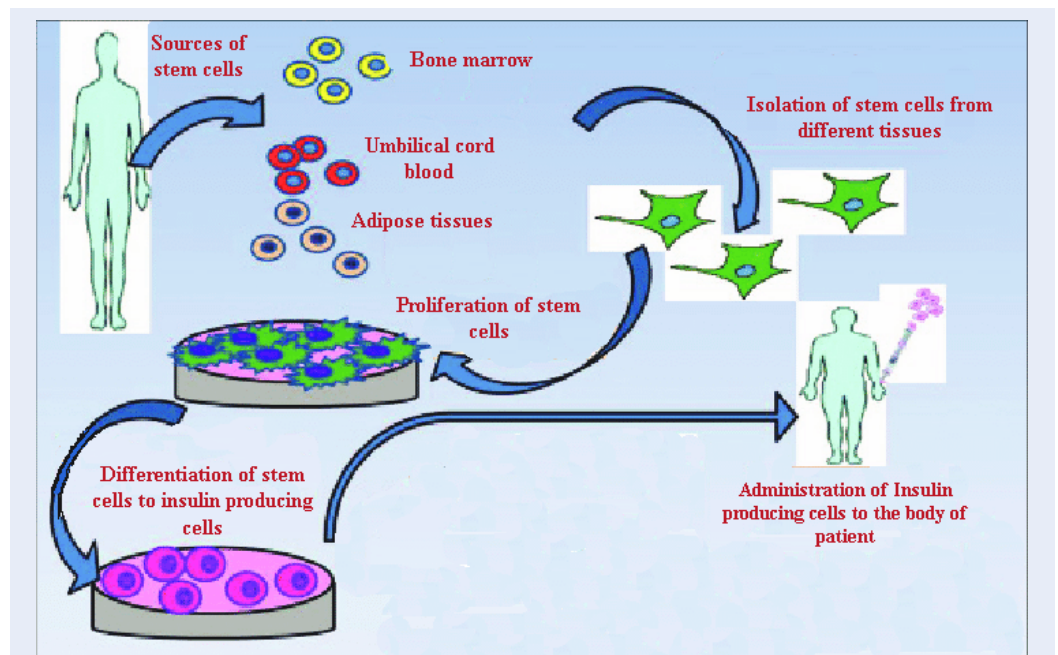 Sources of
stem cells
Bone marrow
Umbilical cord
blood
Adipose tissues
Isolation of stem cells from
different tissues
Proliferation of stem
cells
Differentiation of stem
cells to insulin producing
cells
Administration of Insulin
producing cells to the body of
patient